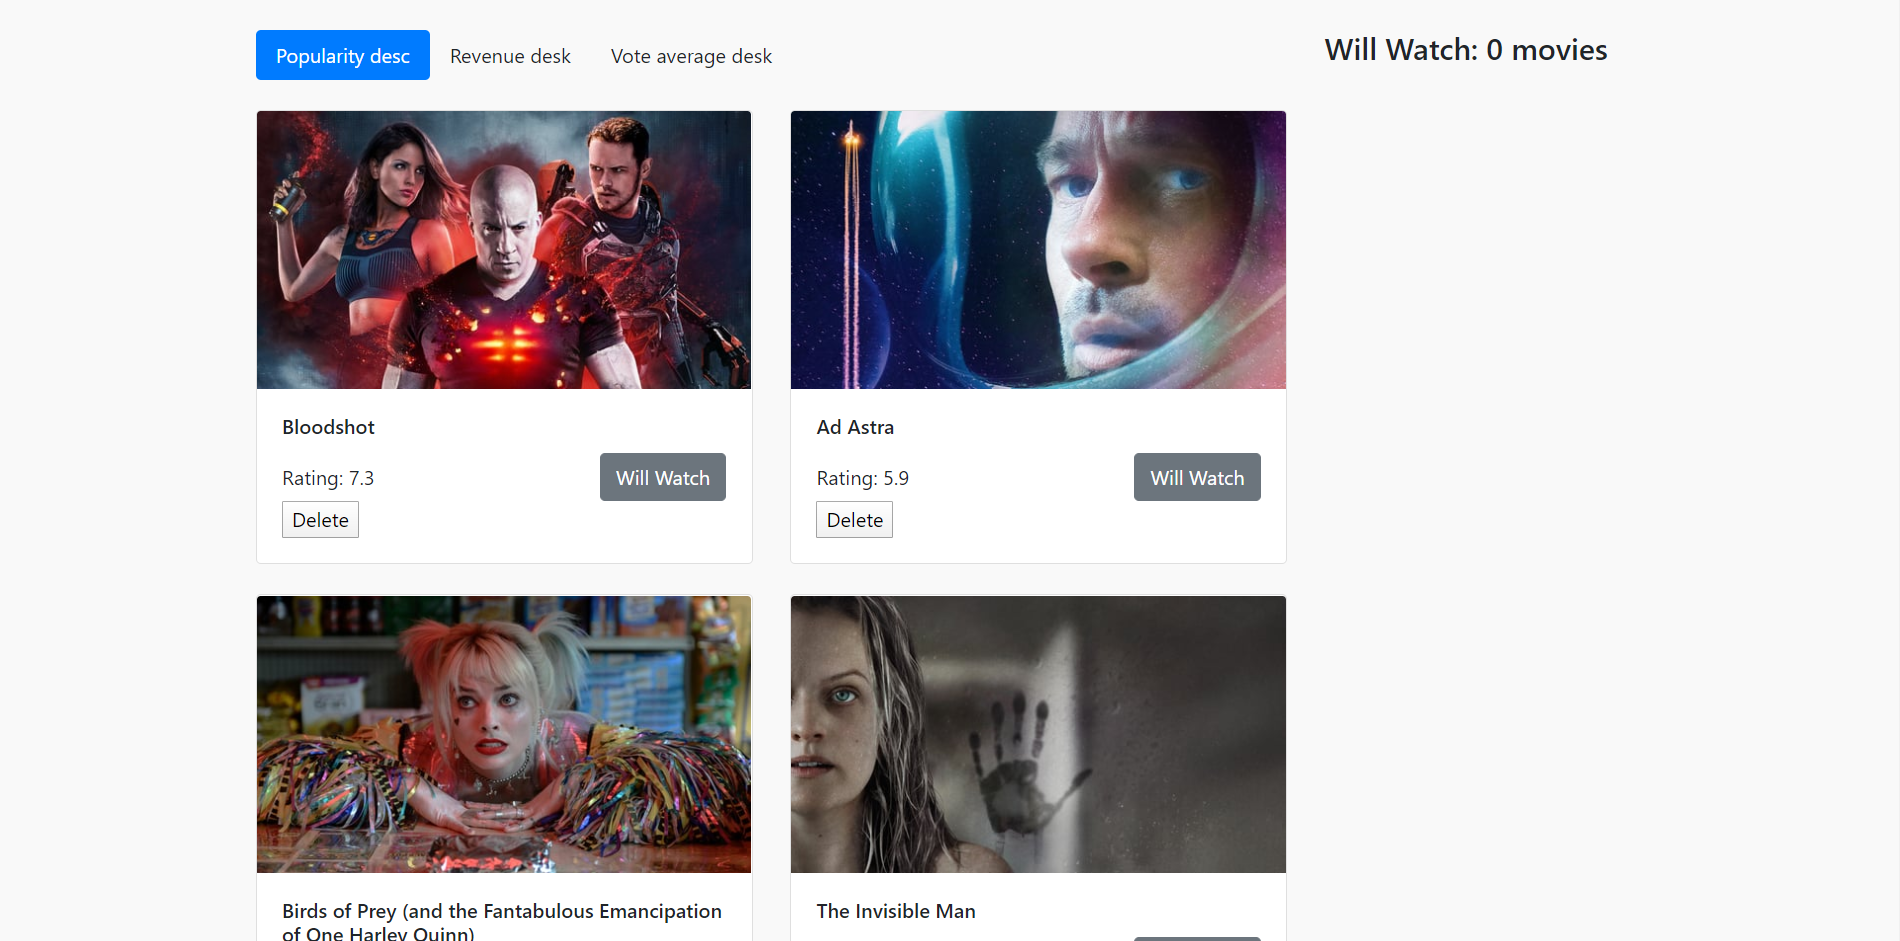 Popularity desc
Revenue desk
Vote average desk
Will Watch: 0 movies
Bloodshot
Rating: 7.3
Will Watch
Delete
Ad Astra
Rating: 5.9
Will Watch
Delete
Birds of Prey (and the Fantabulous Emancipation
of One Harley Quinn)
The Invisible Man